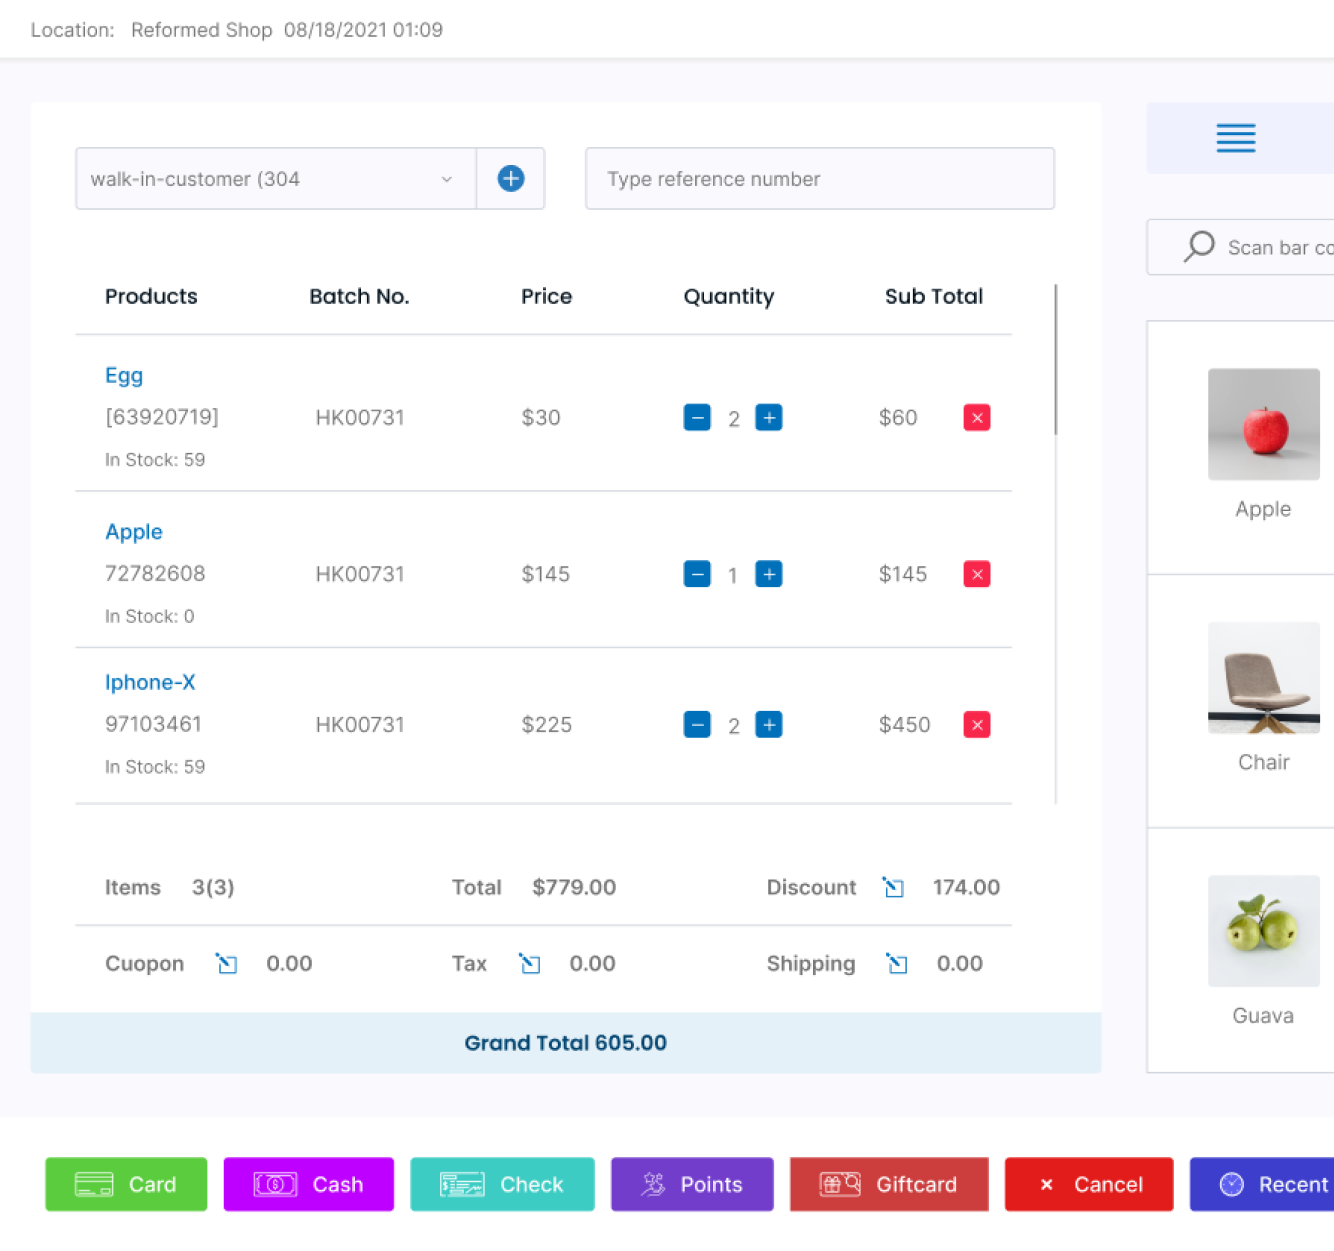 Location: Reformed Shop 08/18/2021 01:09
walk-in-customer (304
Type reference number
Scan bar co
Products Batch No. Price Quantity Sub Total
Egg
[63920719] HK00731 $30 2 $60
In Stock: 59
Apple
72782608 HK00731 $145 1 $145
In Stock: 0
Iphone-X
97103461 HK00731 $225 2 $450
In Stock: 59
Items 3(3) Total $779.00 Discount 174.00
Cuopon 0.00 Tax 0.00 Shipping 0.00
Grand Total 605.00
Apple
Chair
Guava
Card Cash Check Points Giftcard Cancel Recent